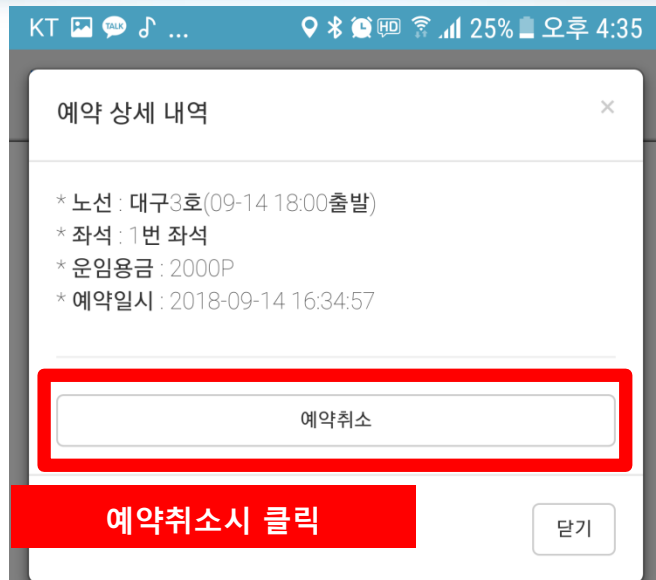 KT TALK ... HD 25% 오후 4:35
예약 상세 내역 ×
* 노선 : 대구3호(09-14 18:00출발)
* 좌석 : 1번 좌석
* 운임용금 : 2000P
* 예약일시 : 2018-09-14 16:34:57
예약취소
예약취소시 클릭
닫기